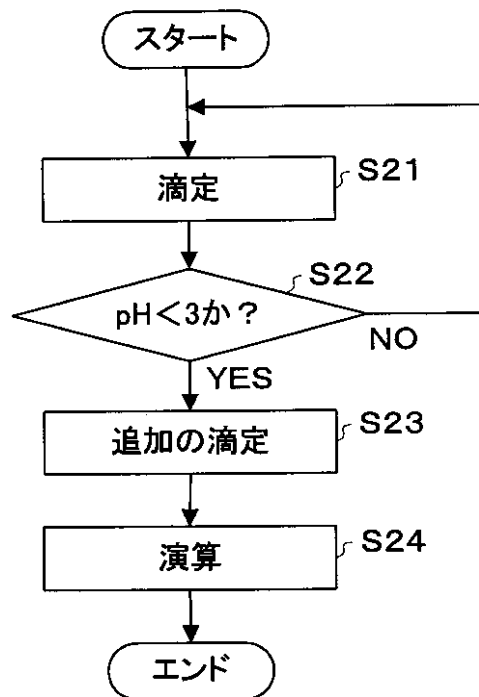 スタート
滴定
S21
pH<3か?
S22
NO
YES
追加の滴定
S23
演算
S24
エンド